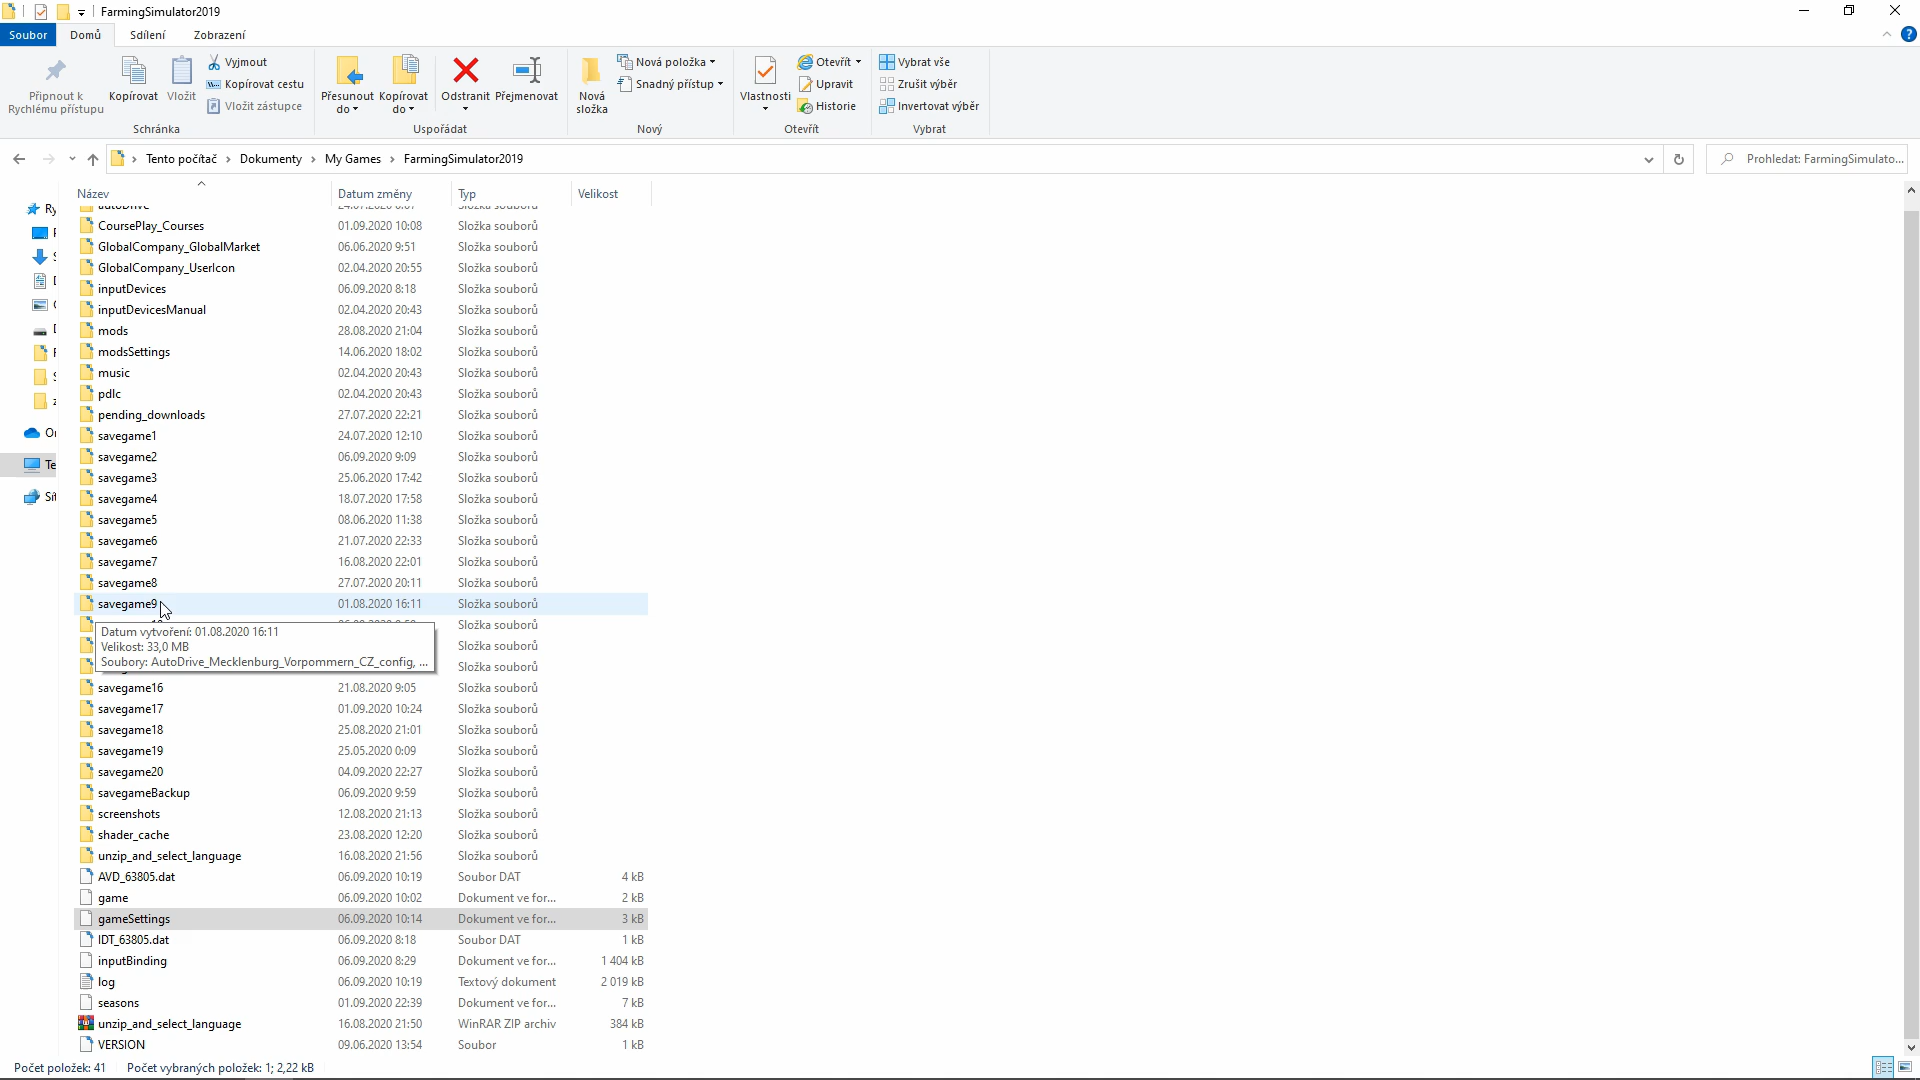 FarmingSimulator2019
Soubor Domů Sdílení Zobrazení
Připnout k Rychlému přístupu
Kopírovat
Vložit
Vyjmout
Kopírovat cestu
Vložit zástupce
Schránka
Přesunout do
Kopírovat do
Odstranit
Přejmenovat
Uspořádat
Nová složka
Nová položka
Snadný přístup
Nový
Vlastnosti
Otevřít
Upravit
Historie
Otevřít
Vybrat vše
Zrušit výběr
Invertovat výběr
Vybrat
Tento počítač › Dokumenty › My Games › FarmingSimulator2019
Prohledat: FarmingSimulato...
Název Datum změny Typ Velikost
CoursePlay_Courses 01.09.2020 10:08 Složka souborů
GlobalCompany_GlobalMarket 06.06.2020 9:51 Složka souborů
GlobalCompany_UserIcon 02.04.2020 20:55 Složka souborů
inputDevices 06.09.2020 8:18 Složka souborů
inputDevicesManual 02.04.2020 20:43 Složka souborů
mods 28.08.2020 21:04 Složka souborů
modsSettings 14.06.2020 18:02 Složka souborů
music 02.04.2020 20:43 Složka souborů
pdlc 02.04.2020 20:43 Složka souborů
pending_downloads 27.07.2020 22:21 Složka souborů
savegame1 24.07.2020 12:10 Složka souborů
savegame2 06.09.2020 9:09 Složka souborů
savegame3 25.06.2020 17:42 Složka souborů
savegame4 18.07.2020 17:58 Složka souborů
savegame5 08.06.2020 11:38 Složka souborů
savegame6 21.07.2020 22:33 Složka souborů
savegame7 16.08.2020 22:01 Složka souborů
savegame8 27.07.2020 20:11 Složka souborů
savegame9 01.08.2020 16:11 Složka souborů
Složka souborů
Datum vytvoření: 01.08.2020 16:11
Velikost: 33,0 MB
Složka souborů
Soubory: AutoDrive_Mecklenburg_Vorpommern_CZ_config, ...
Složka souborů
savegame16 21.08.2020 9:05 Složka souborů
savegame17 01.09.2020 10:24 Složka souborů
savegame18 25.08.2020 21:01 Složka souborů
savegame19 25.05.2020 0:09 Složka souborů
savegame20 04.09.2020 22:27 Složka souborů
savegameBackup 06.09.2020 9:59 Složka souborů
screenshots 12.08.2020 21:13 Složka souborů
shader_cache 23.08.2020 12:20 Složka souborů
unzip_and_select_language 16.08.2020 21:56 Složka souborů
AVD_63805.dat 06.09.2020 10:19 Soubor DAT 4 kB
game 06.09.2020 10:02 Dokument ve for... 2 kB
gameSettings 06.09.2020 10:14 Dokument ve for... 3 kB
IDT_63805.dat 06.09.2020 8:18 Soubor DAT 1 kB
inputBinding 06.09.2020 8:29 Dokument ve for... 1 404 kB
log 06.09.2020 10:19 Textový dokument 2 019 kB
seasons 01.09.2020 22:39 Dokument ve for... 7 kB
unzip_and_select_language 16.08.2020 21:50 WinRAR ZIP archiv 384 kB
VERSION 09.06.2020 13:54 Soubor 1 kB
Počet položek: 41 Počet vybraných položek: 1; 2,22 kB